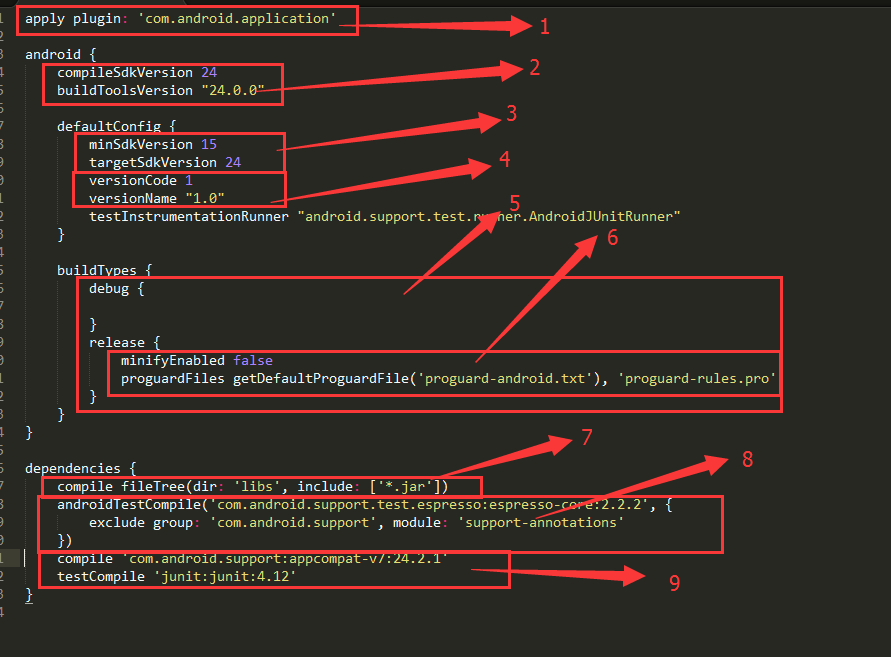 apply plugin: 'com.android.application'
1
android {
compileSdkVersion 24
2
buildToolsVersion "24.0.0"
defaultConfig {
3
minSdkVersion 15
targetSdkVersion 24
4
versionCode 1
versionName "1.0"
5
testInstrumentationRunner "android.support.test.runner.AndroidJUnitRunner"
}
6
buildTypes {
debug {
}
release {
minifyEnabled false
proguardFiles getDefaultProguardFile('proguard-android.txt'), 'proguard-rules.pro'
}
}
}
7
dependencies {
8
compile fileTree(dir: 'libs', include: ['*.jar'])
androidTestCompile('com.android.support.test.espresso:espresso-core:2.2.2', {
exclude group: 'com.android.support', module: 'support-annotations'
})
compile 'com.android.support:appcompat-v7:24.2.1'
testCompile 'junit:junit:4.12'
9
}